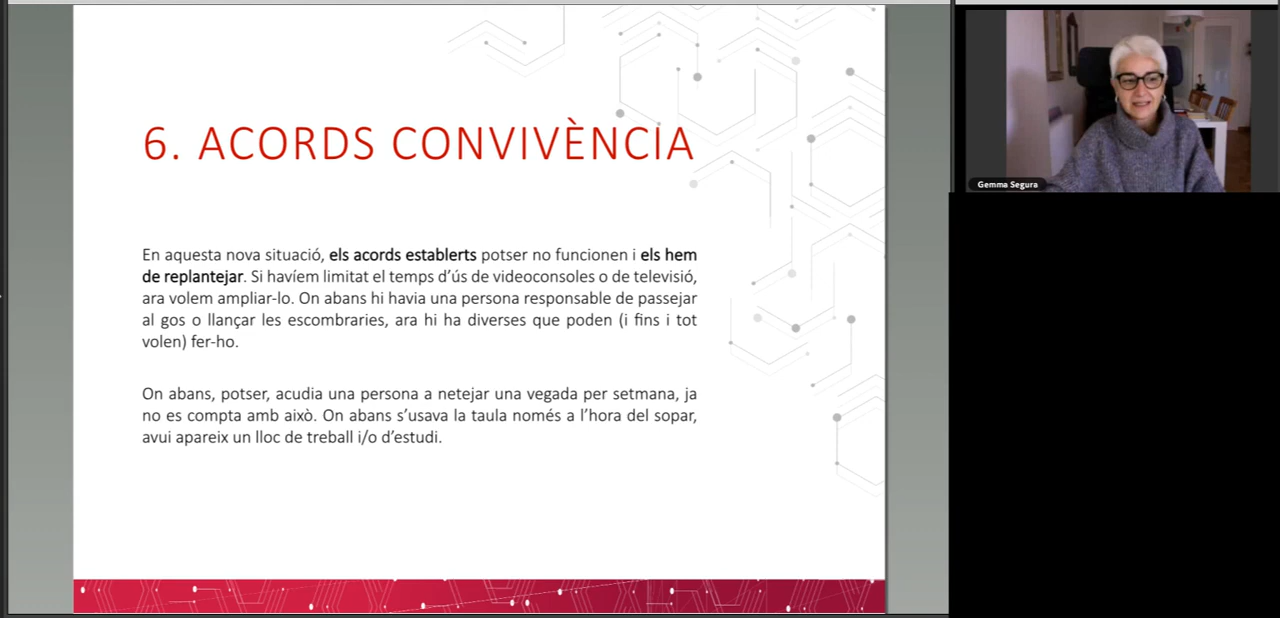 6. ACORDS CONVIVÈNCIA
En aquesta nova situació, els acords establerts potser no funcionen i els hem
de replantejar. Si havíem limitat el temps d'ús de videoconsoles o de televisió,
ara volem ampliar-lo. On abans hi havia una persona responsable de passejar
al gos o llançar les escombraries, ara hi ha diverses que poden (i fins i tot
volen) fer-ho.
On abans, potser, acudia una persona a netejar una vegada per setmana, ja
no es compta amb això. On abans s'usava la taula només a l'hora del sopar,
avui apareix un lloc de treball i/o d'estudi.
Gemma Segura